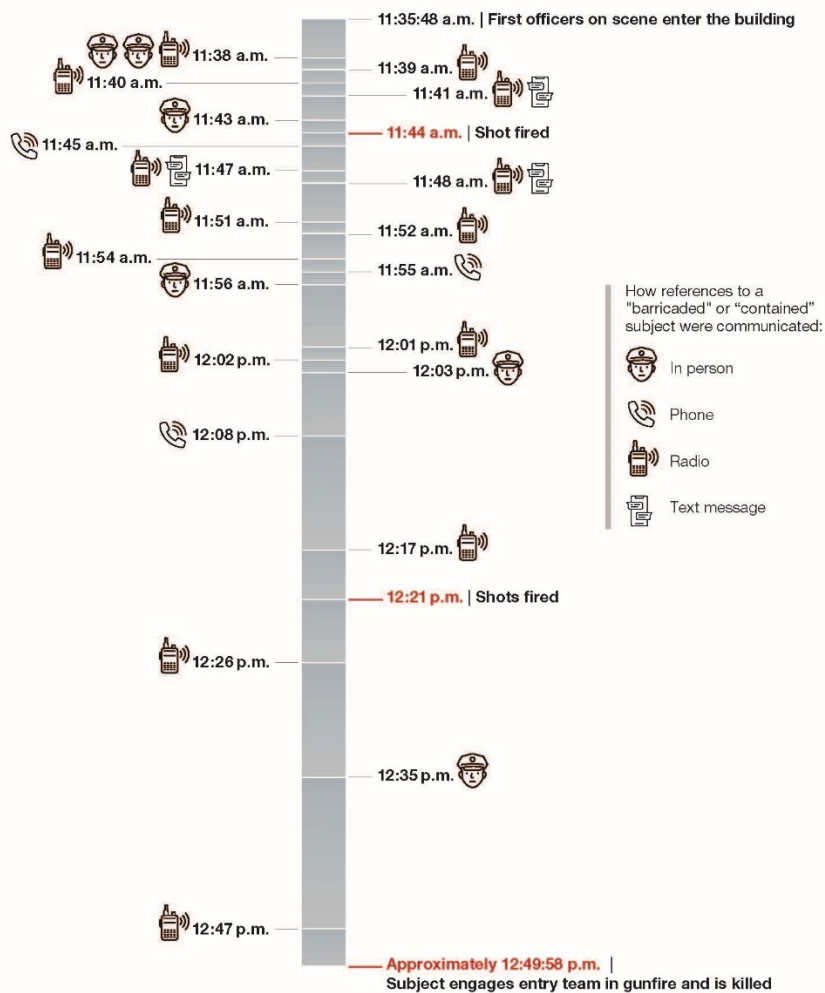 11:35:48 a.m. | First officers on scene enter the building
11:38 a.m.
11:39 a.m.
11:40 a.m.
11:41 a.m.
11:43 a.m.
11:44 a.m. | Shot fired
11:45 a.m.
11:47 a.m.
11:48 a.m.
11:51 a.m.
11:52 a.m.
11:54 a.m.
11:55 a.m.
11:56 a.m.
12:01 p.m.
12:02 p.m.
12:03 p.m.
12:08 p.m.
12:17 p.m.
12:21 p.m. | Shots fired
12:26 p.m.
12:35 p.m.
12:47 p.m.
Approximately 12:49:58 p.m. |
Subject engages entry team in gunfire and is killed
How references to a
"barricaded" or “contained”
subject were communicated:
In person
Phone
Radio
Text message